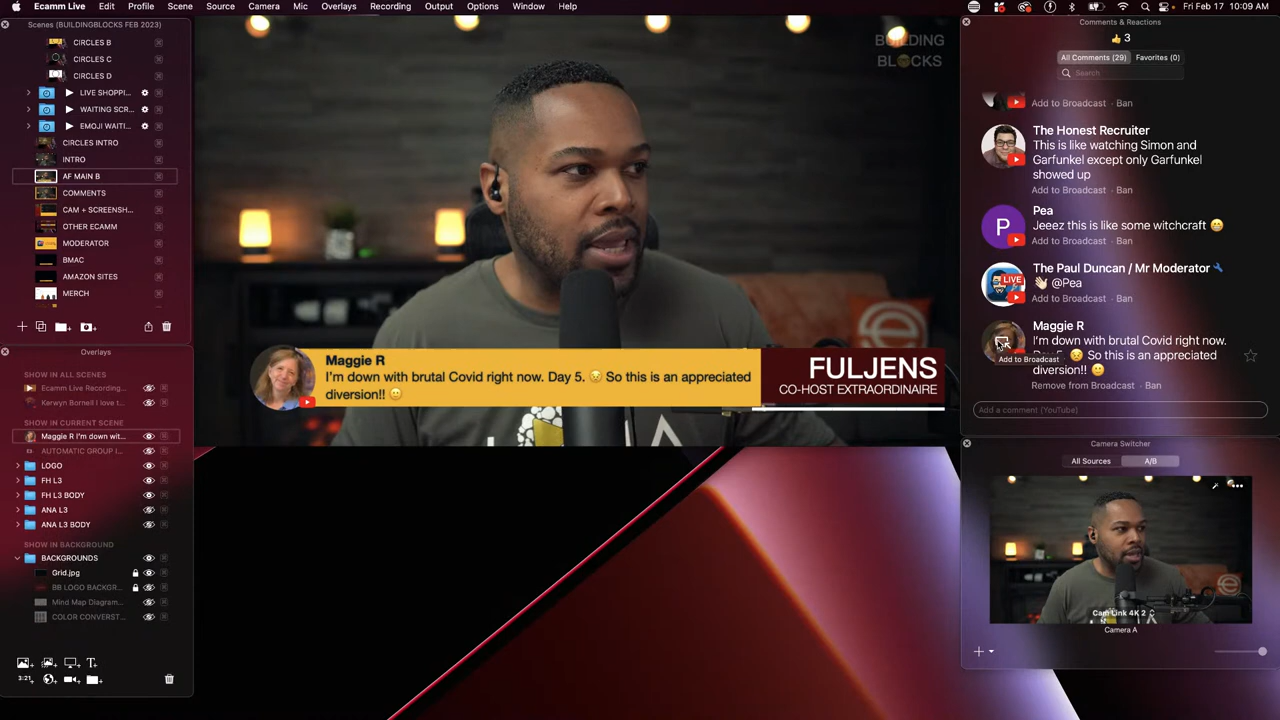 Ecamm Live Edit Profile Scene Source Camera Mic Overlays Recording Output Options Window Help
Fri Feb 17 10:09 AM
Scenes (BUILDINGBLOCKS FEB 2023)
CIRCLES B
CIRCLES C
CIRCLES D
LIVE SHOPPI...
WAITING SCR...
EMOJI WAITI...
CIRCLES INTRO
INTRO
AF MAIN B
COMMENTS
CAM + SCREENSH...
OTHER ECAMM
MODERATOR
BMAC
AMAZON SITES
MERCH
Overlays
SHOW IN ALL SCENES
Ecamm Live Recording...
Kerwyn Bornell I love t...
SHOW IN CURRENT SCENE
Maggie R I'm down wit...
AUTOMATIC GROUP I...
LOGO
FH L3
FH L3 BODY
ANA L3
ANA L3 BODY
SHOW IN BACKGROUND
BACKGROUNDS
Grid.jpg
BB LOGO BACKGR...
Mind Map Diagram...
COLOR CONVERST...
3:21+
BUILDING
BLOCKS
Maggie R
I'm down with brutal Covid right now. Day 5. 😟 So this is an appreciated
diversion!! 🙂
FULJENS
CO-HOST EXTRAORDINAIRE
Comments & Reactions
👍 3
All Comments (29) Favorites (0)
Search
Add to Broadcast · Ban
The Honest Recruiter
This is like watching Simon and
Garfunkel except only Garfunkel
showed up
Add to Broadcast · Ban
P
Pea
Jeeez this is like some witchcraft 😬
Add to Broadcast · Ban
LIVE
The Paul Duncan / Mr Moderator
👋🏻 @Pea
Add to Broadcast · Ban
Maggie R
I'm down with brutal Covid right now.
Day 5. 😟 So this is an appreciated
diversion!! 🙂
Add to Broadcast
Remove from Broadcast · Ban
Add a comment (YouTube)
Camera Switcher
All Sources A/B
Cam Link 4K 2
Camera A